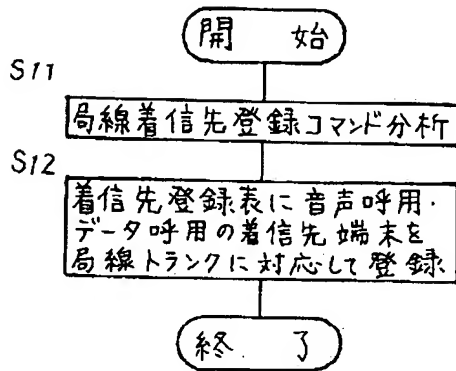 開 始
S11
局線着信先登録コマンド分析
S12
着信先登録表に音声呼用・
データ呼用の着信先端末を
局線トランクに対応して登録
終 了